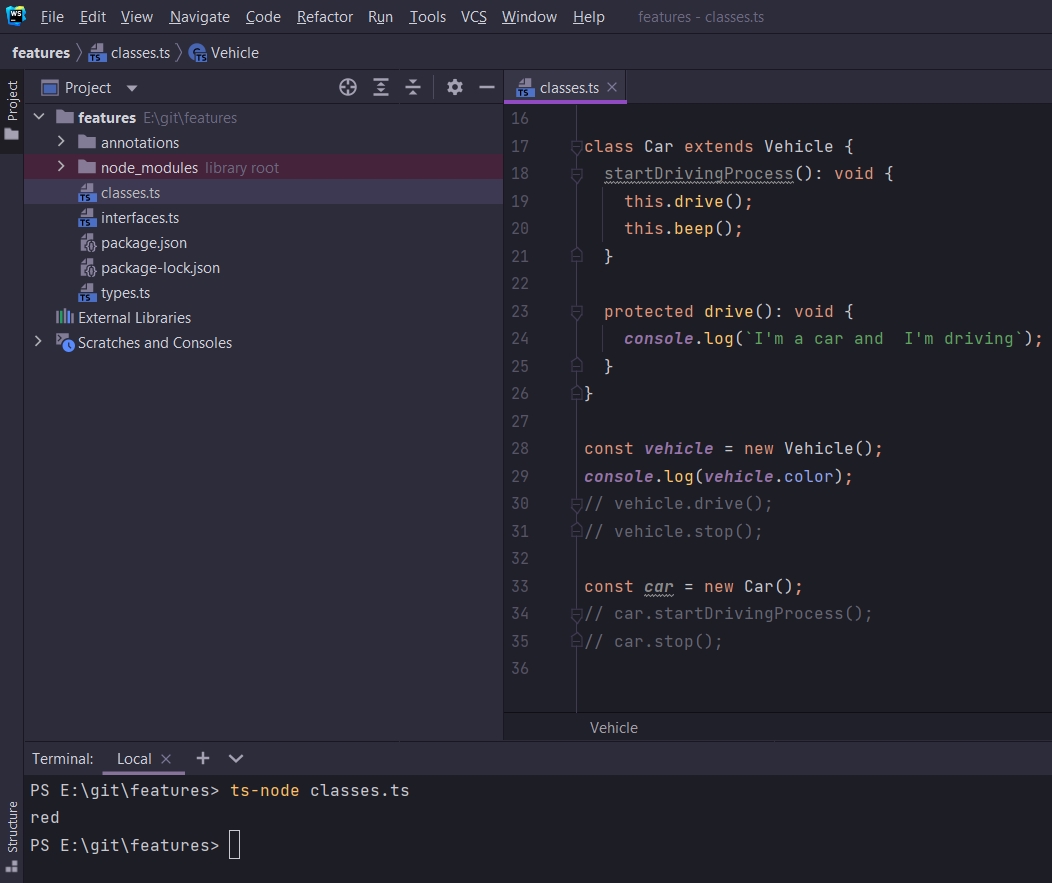 WS File Edit View Navigate Code Refactor Run Tools VCS Window Help features - classes.ts
features classes.ts Vehicle
Project
Project
features E:\git\features
annotations
node_modules library root
classes.ts
interfaces.ts
package.json
package-lock.json
types.ts
External Libraries
Scratches and Consoles
classes.ts
16
17 class Car extends Vehicle {
18 startDrivingProcess(): void {
19 this.drive();
20 this.beep();
21 }
22
23 protected drive(): void {
24 console.log(`I'm a car and  I'm driving`);
25 }
26 }
27
28 const vehicle = new Vehicle();
29 console.log(vehicle.color);
30 // vehicle.drive();
31 // vehicle.stop();
32
33 const car = new Car();
34 // car.startDrivingProcess();
35 // car.stop();
36
Vehicle
Terminal: Local
PS E:\git\features> ts-node classes.ts
red
PS E:\git\features>
Structure